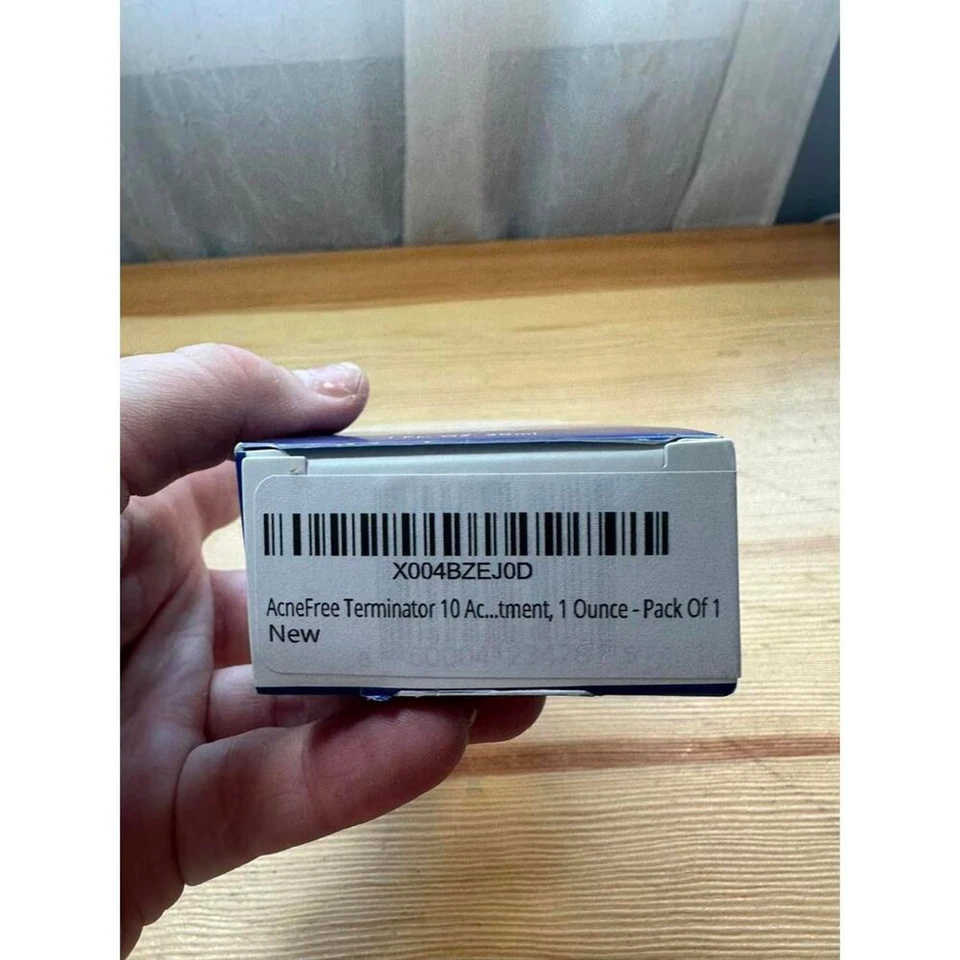 X004BZEJ0D
AcneFree Terminator 10 Ac...tment, 1 Ounce - Pack Of 1
New